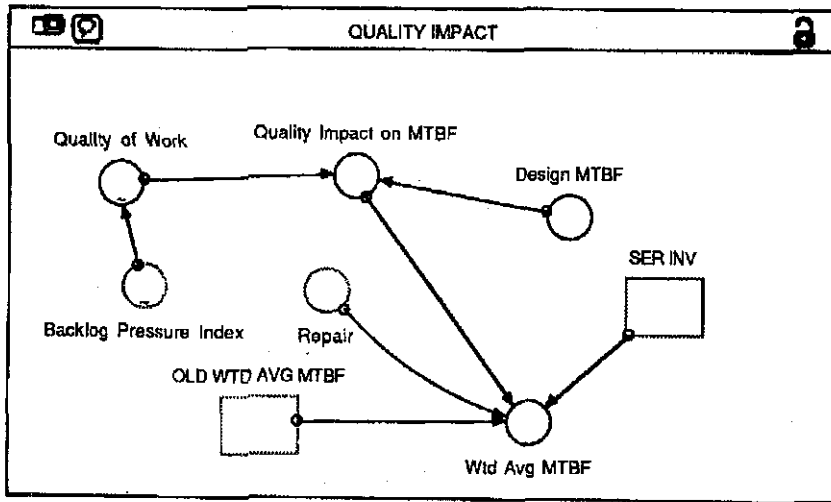 QUALITY IMPACT
Quality of Work
Quality Impact on MTBF
Design MTBF
SER INV
Backlog Pressure Index
Repair
OLD WTD AVG MTBF
Wtd Avg MTBF